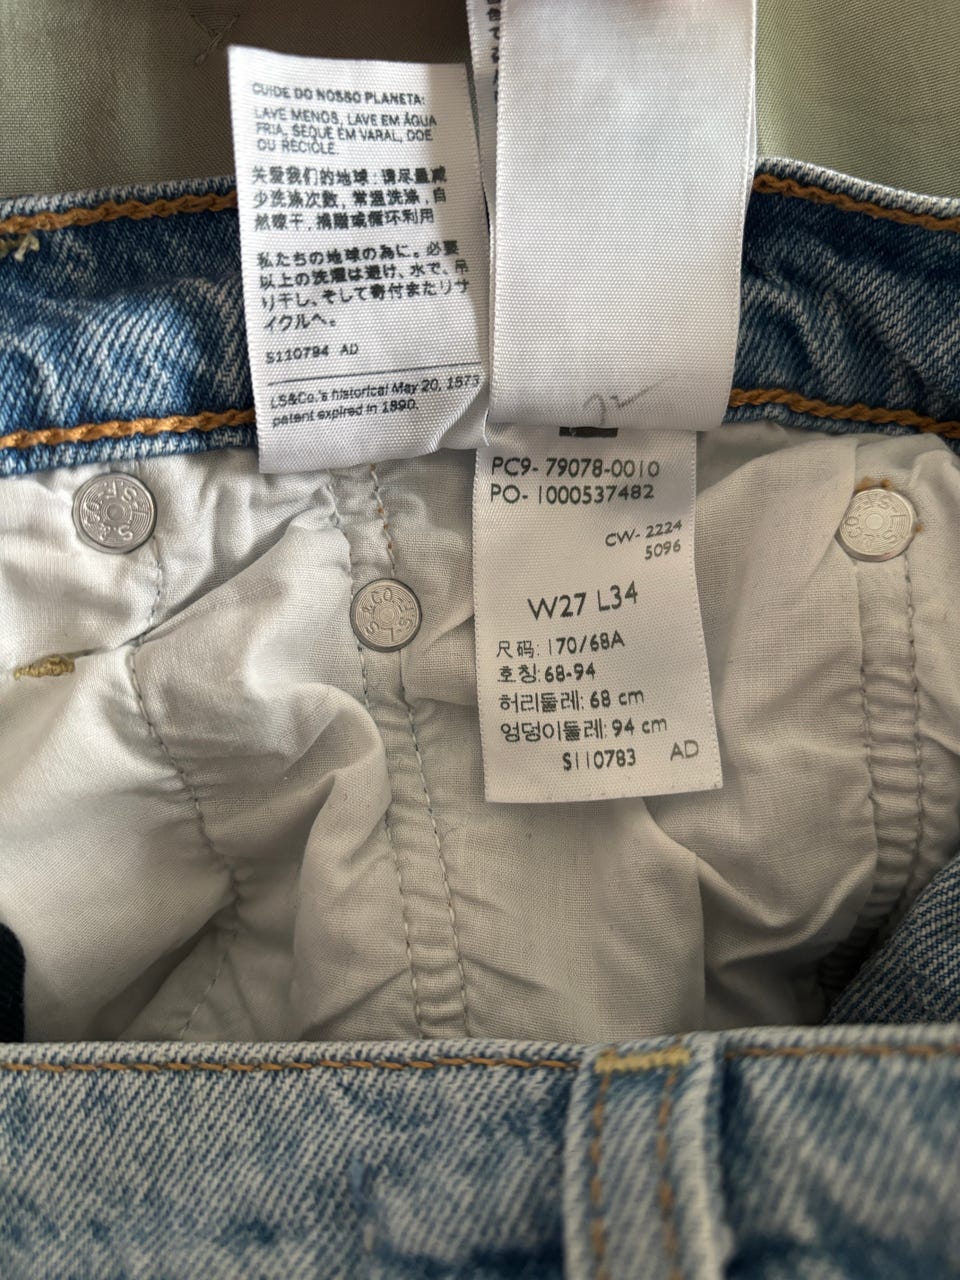 CUIDE DO NOSSO PLANETA:
LAVE MENOS, LAVE EM ÁGUA
FRIA, SEQUE EM VARAL, DOE
OU RECICLE.
关爱我们的地球:请尽量减
少洗涤次数,常温洗涤,自
然晾干,捐赠或循环利用
私たちの地球の為に。必要
以上の洗濯は避け、水で、吊
り干し、そして寄付またリサ
イクルへ。
S110794 AD
LS&Co.'s historical May 20, 1873
patent expired in 1890.
PC9- 79078-0010
PO- 1000537482
CW- 2224
5096
W27 L34
尺码: 170/68A
호칭: 68-94
허리둘레: 68 cm
엉덩이둘레: 94 cm
S110783 AD